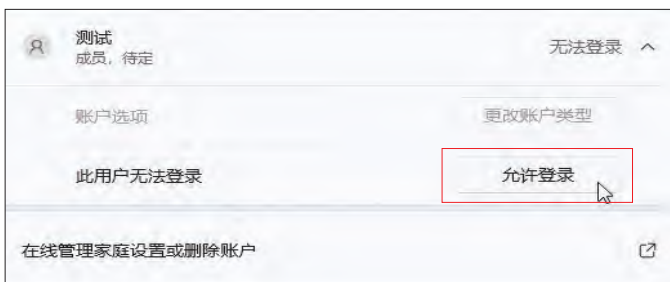 测试
成员，待定
无法登录
账户选项
更改账户类型
此用户无法登录
允许登录
在线管理家庭设置或删除账户